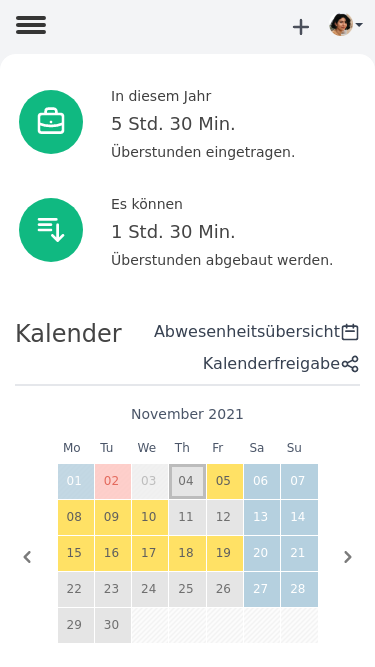 In diesem Jahr
5 Std. 30 Min.
Überstunden eingetragen.
Es können
1 Std. 30 Min.
Überstunden abgebaut werden.
Kalender
Abwesenheitsübersicht
Kalenderfreigabe
November 2021
Mo Tu We Th Fr Sa Su
01 02 03 04 05 06 07
08 09 10 11 12 13 14
15 16 17 18 19 20 21
22 23 24 25 26 27 28
29 30